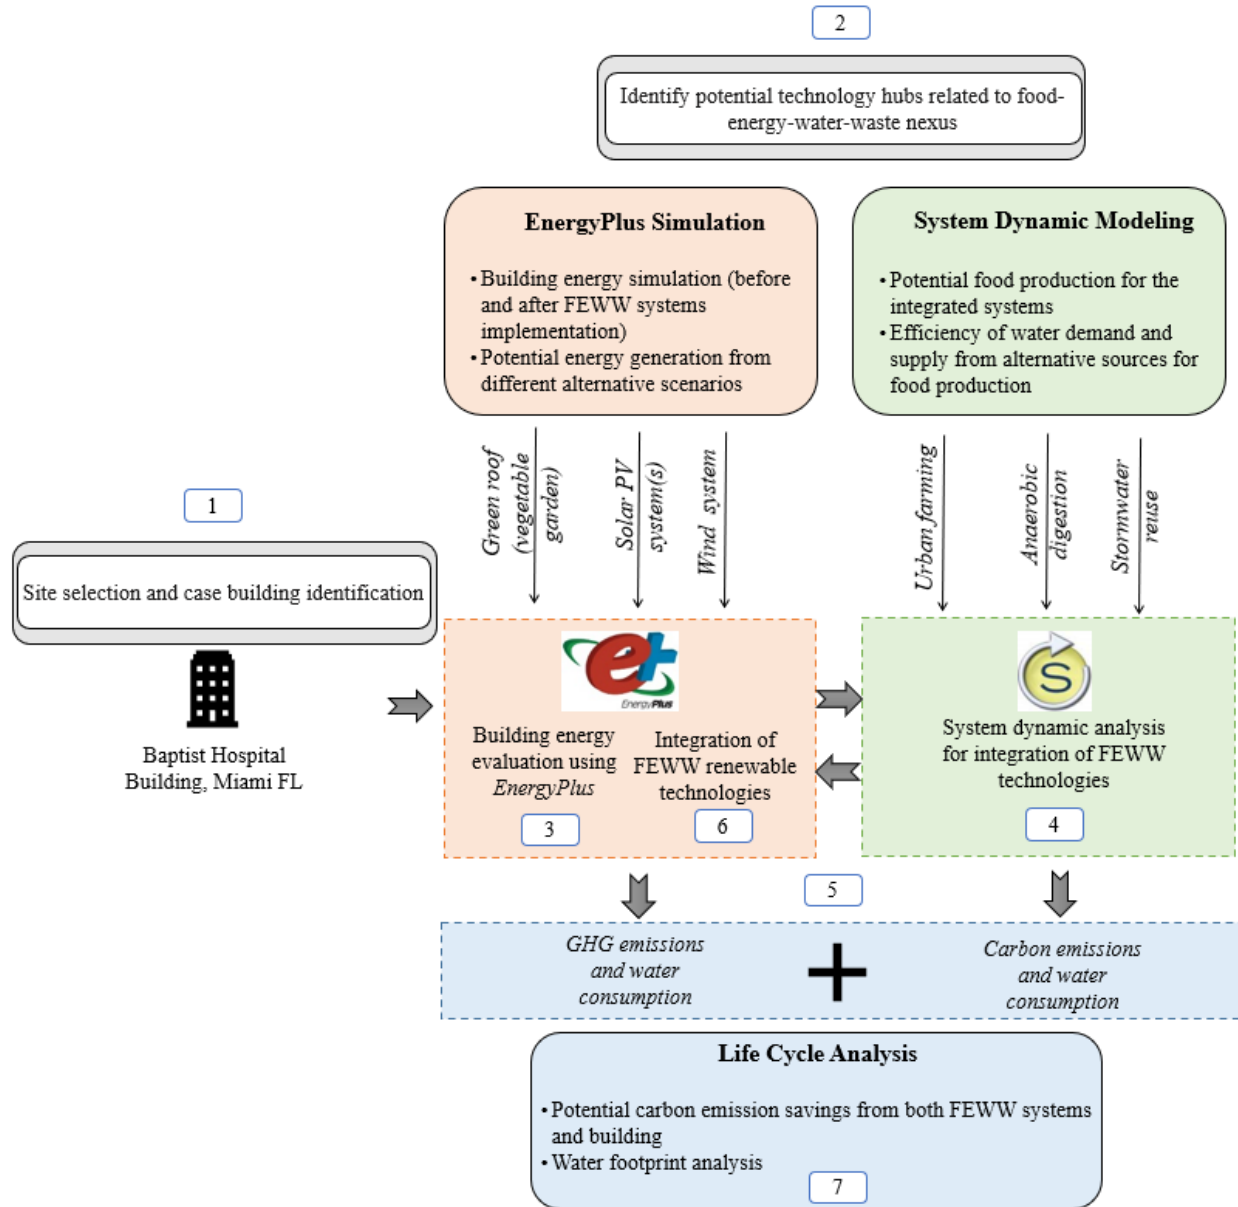 2
Identify potential technology hubs related to food-
energy-water-waste nexus
EnergyPlus Simulation
• Building energy simulation (before
and after FEWW systems
implementation)
• Potential energy generation from
different alternative scenarios
System Dynamic Modeling
• Potential food production for the
integrated systems
• Efficiency of water demand and
supply from alternative sources for
food production
Green roof
(vegetable
garden)
Solar PV
system(s)
Wind system
Urban farming
Anaerobic
digestion
Stormwater
reuse
1
Site selection and case building identification
Baptist Hospital
Building, Miami FL
e+
EnergyPlus
Building energy
evaluation using
EnergyPlus
3
Integration of
FEWW renewable
technologies
6
S
System dynamic analysis
for integration of FEWW
technologies
4
5
GHG emissions
and water
consumption
+
Carbon emissions
and water
consumption
Life Cycle Analysis
• Potential carbon emission savings from both FEWW systems
and building
• Water footprint analysis
7